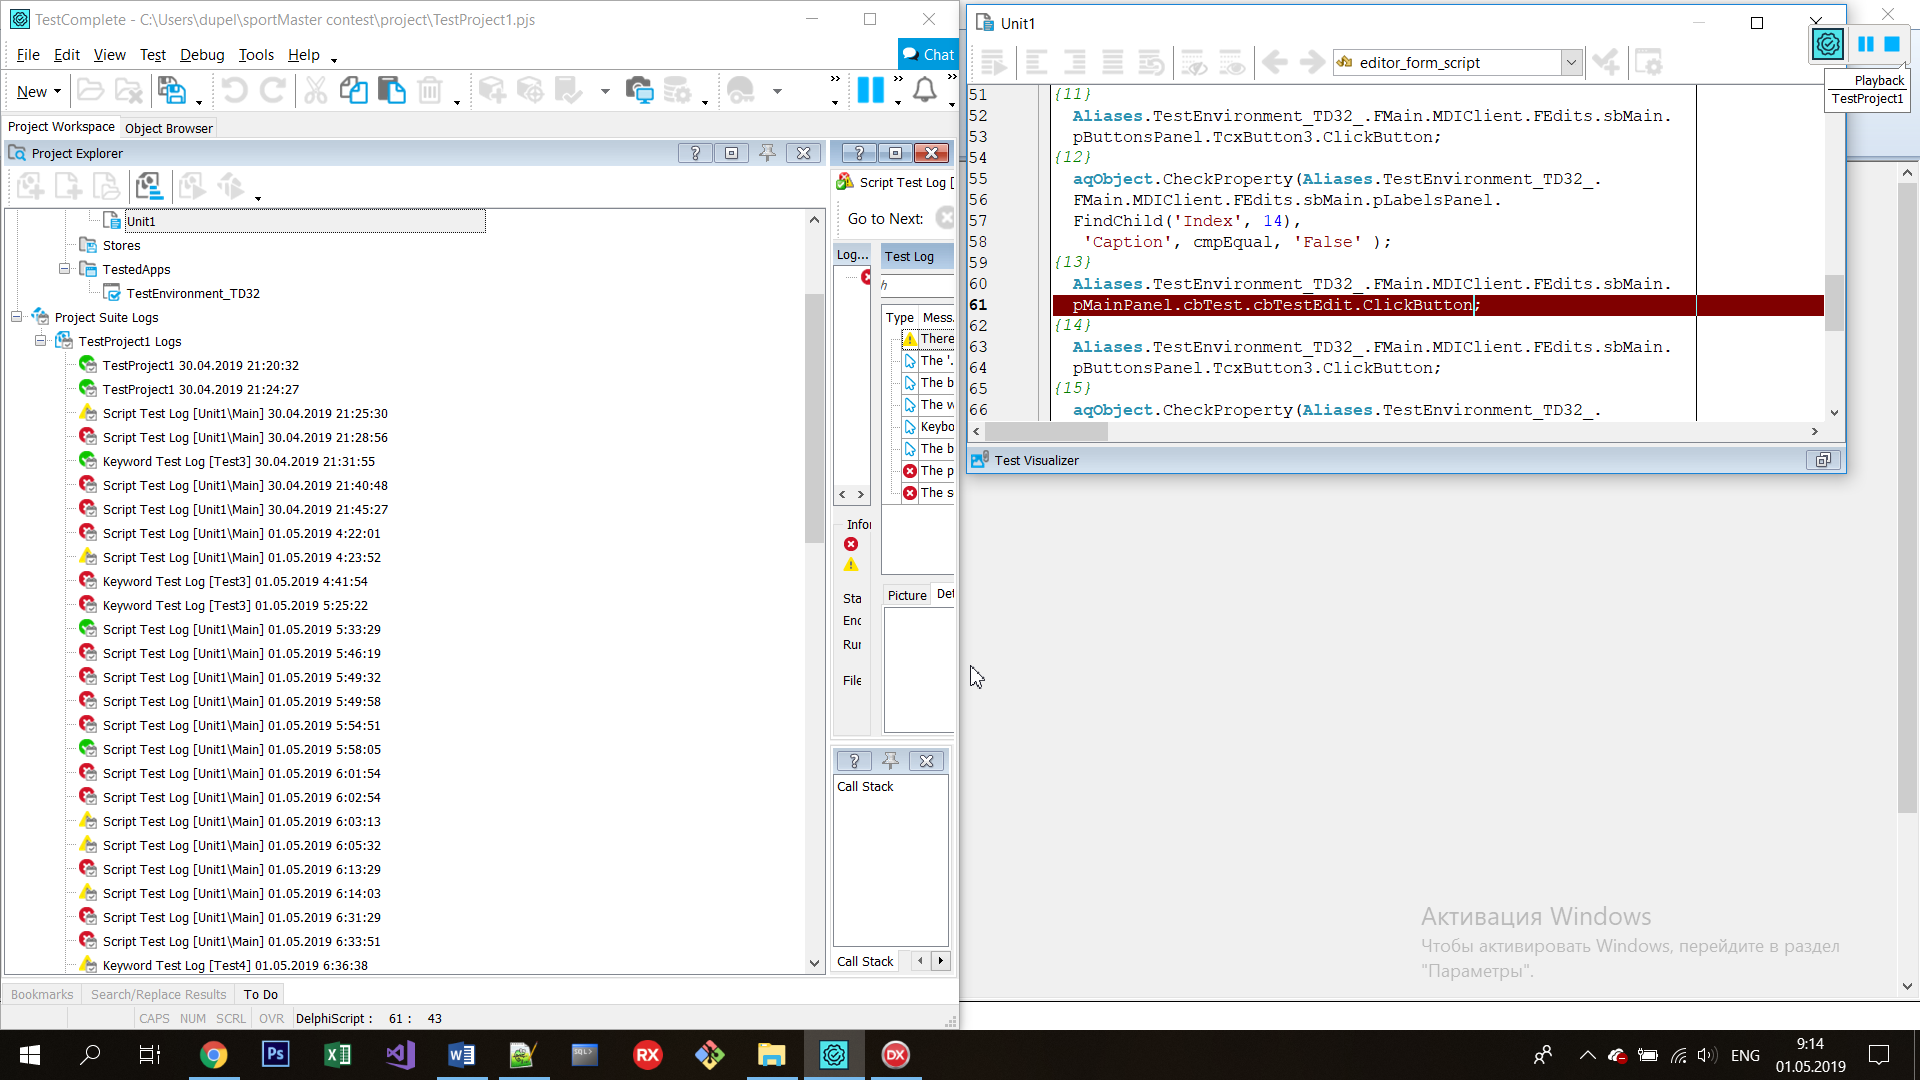 TestComplete - C:\Users\dupel\sportMaster contest\project\TestProject1.pjs
File Edit View Test Debug Tools Help
Chat
New
Project Workspace Object Browser
Project Explorer
Unit1
Stores
TestedApps
TestEnvironment_TD32
Project Suite Logs
TestProject1 Logs
TestProject1 30.04.2019 21:20:32
TestProject1 30.04.2019 21:24:27
Script Test Log [Unit1\Main] 30.04.2019 21:25:30
Script Test Log [Unit1\Main] 30.04.2019 21:28:56
Keyword Test Log [Test3] 30.04.2019 21:31:55
Script Test Log [Unit1\Main] 30.04.2019 21:40:48
Script Test Log [Unit1\Main] 30.04.2019 21:45:27
Script Test Log [Unit1\Main] 01.05.2019 4:22:01
Script Test Log [Unit1\Main] 01.05.2019 4:23:52
Keyword Test Log [Test3] 01.05.2019 4:41:54
Keyword Test Log [Test3] 01.05.2019 5:25:22
Script Test Log [Unit1\Main] 01.05.2019 5:33:29
Script Test Log [Unit1\Main] 01.05.2019 5:46:19
Script Test Log [Unit1\Main] 01.05.2019 5:49:32
Script Test Log [Unit1\Main] 01.05.2019 5:49:58
Script Test Log [Unit1\Main] 01.05.2019 5:54:51
Script Test Log [Unit1\Main] 01.05.2019 5:58:05
Script Test Log [Unit1\Main] 01.05.2019 6:01:54
Script Test Log [Unit1\Main] 01.05.2019 6:02:54
Script Test Log [Unit1\Main] 01.05.2019 6:03:13
Script Test Log [Unit1\Main] 01.05.2019 6:05:32
Script Test Log [Unit1\Main] 01.05.2019 6:13:29
Script Test Log [Unit1\Main] 01.05.2019 6:14:03
Script Test Log [Unit1\Main] 01.05.2019 6:31:29
Script Test Log [Unit1\Main] 01.05.2019 6:33:51
Keyword Test Log [Test4] 01.05.2019 6:36:38
Bookmarks Search/Replace Results To Do
CAPS NUM SCRL OVR DelphiScript : 61 : 43
Script Test Log [
Go to Next:
Log... Test Log
h
Type Mess.
There
The '.
The b
The w
Keybo
The b
The p
The s
Infor
Sta
End
Rur
File
Picture Det
Call Stack
Call Stack
Unit1
editor_form_script
Playback
TestProject1
51 {11}
52 Aliases.TestEnvironment_TD32_.FMain.MDIClient.FEdits.sbMain.
53 pButtonsPanel.TcxButton3.ClickButton;
54 {12}
55 aqObject.CheckProperty(Aliases.TestEnvironment_TD32_.
56 FMain.MDIClient.FEdits.sbMain.pLabelsPanel.
57 FindChild('Index', 14),
58 'Caption', cmpEqual, 'False' );
59 {13}
60 Aliases.TestEnvironment_TD32_.FMain.MDIClient.FEdits.sbMain.
61 pMainPanel.cbTest.cbTestEdit.ClickButton;
62 {14}
63 Aliases.TestEnvironment_TD32_.FMain.MDIClient.FEdits.sbMain.
64 pButtonsPanel.TcxButton3.ClickButton;
65 {15}
66 aqObject.CheckProperty(Aliases.TestEnvironment_TD32_.
Test Visualizer
Активация Windows
Чтобы активировать Windows, перейдите в раздел
"Параметры".
Ps
SQL>
RX
DX
ENG
9:14
01.05.2019